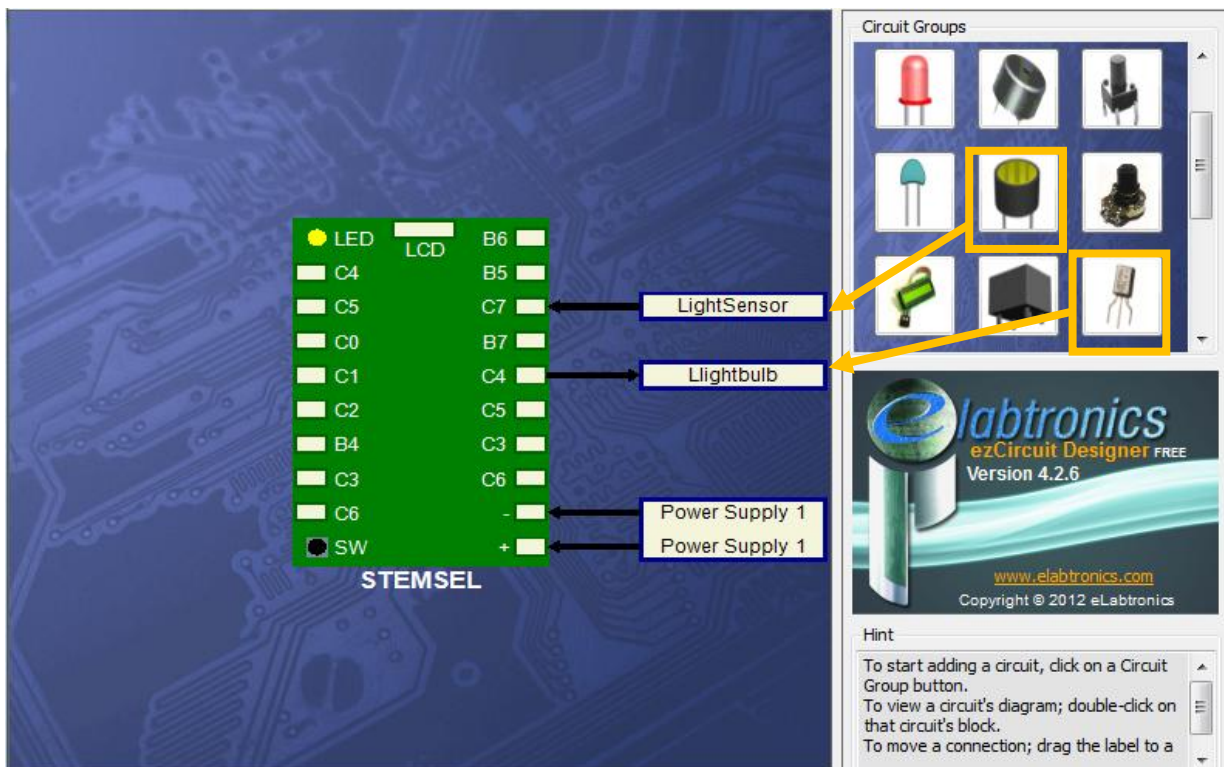 Circuit Groups
LED
LCD
B6
C4
B5
C5
C7
LightSensor
C0
B7
C1
C4
Llightbulb
C2
C5
B4
C3
C3
C6
C6
-
Power Supply 1
SW
+
Power Supply 1
STEMSEL
elabtronics
ezCircuit Designer FREE
Version 4.2.6
www.elabtronics.com
Copyright © 2012 eLabtronics
Hint
To start adding a circuit, click on a Circuit
Group button.
To view a circuit's diagram; double-click on
that circuit's block.
To move a connection; drag the label to a